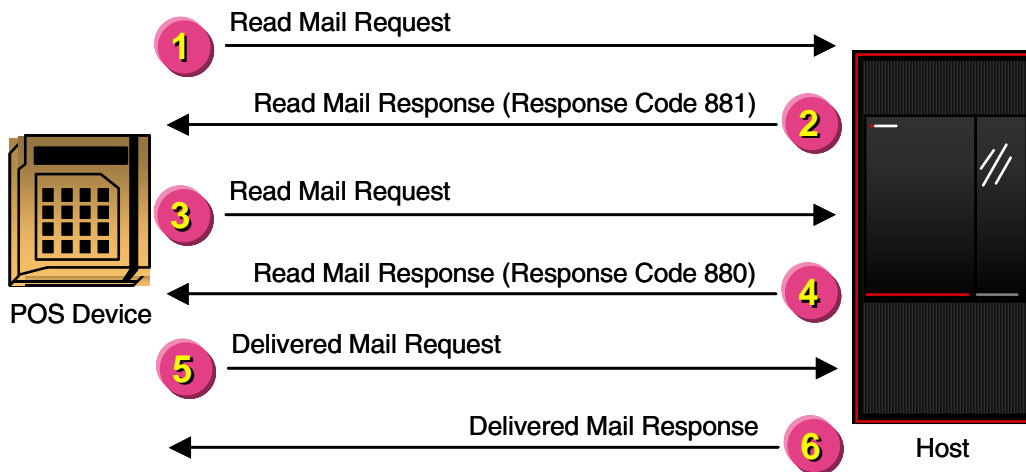 1 Read Mail Request
Read Mail Response (Response Code 881) 2
3 Read Mail Request
Read Mail Response (Response Code 880) 4
POS Device
5 Delivered Mail Request
Delivered Mail Response 6
Host